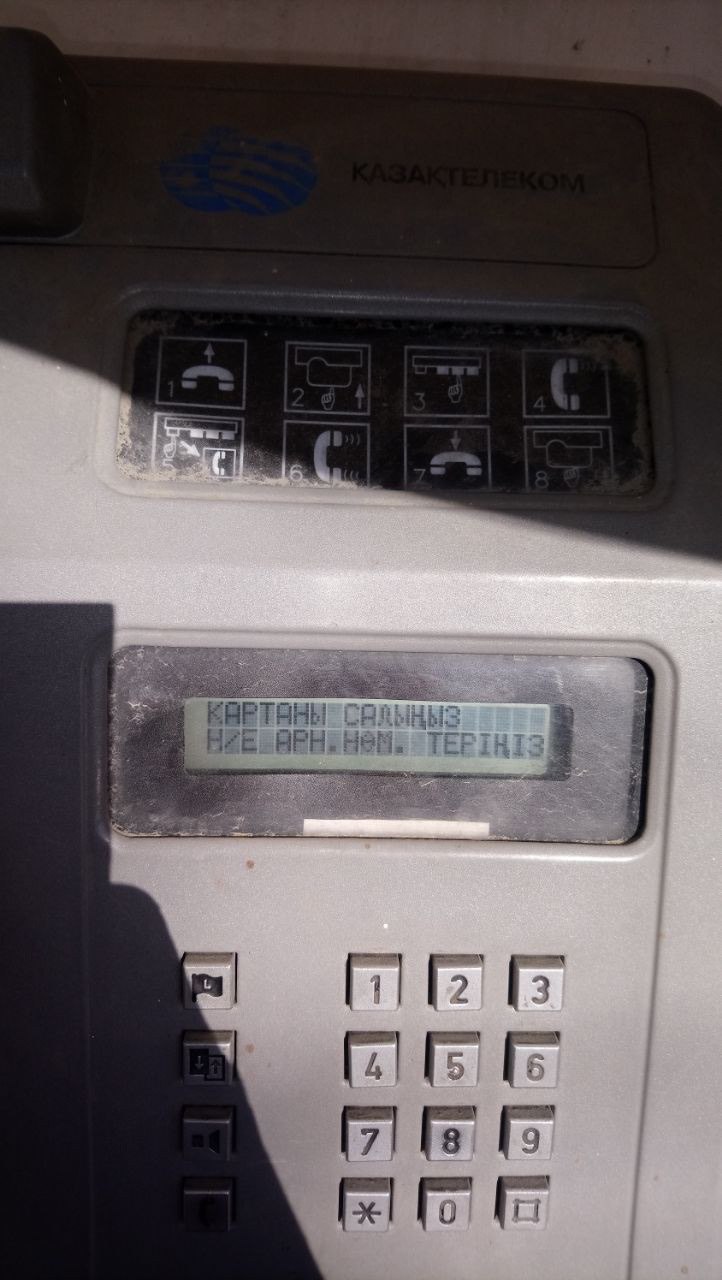 ҚАЗАҚТЕЛЕКОМ
1 2 3 4
5 6 7 8
КАРТАНЫ САЛЫҢЫЗ
Н/Е АРН.НӨМ. ТЕРІҢІЗ
L 1 2 3
4 5 6
7 8 9
* 0